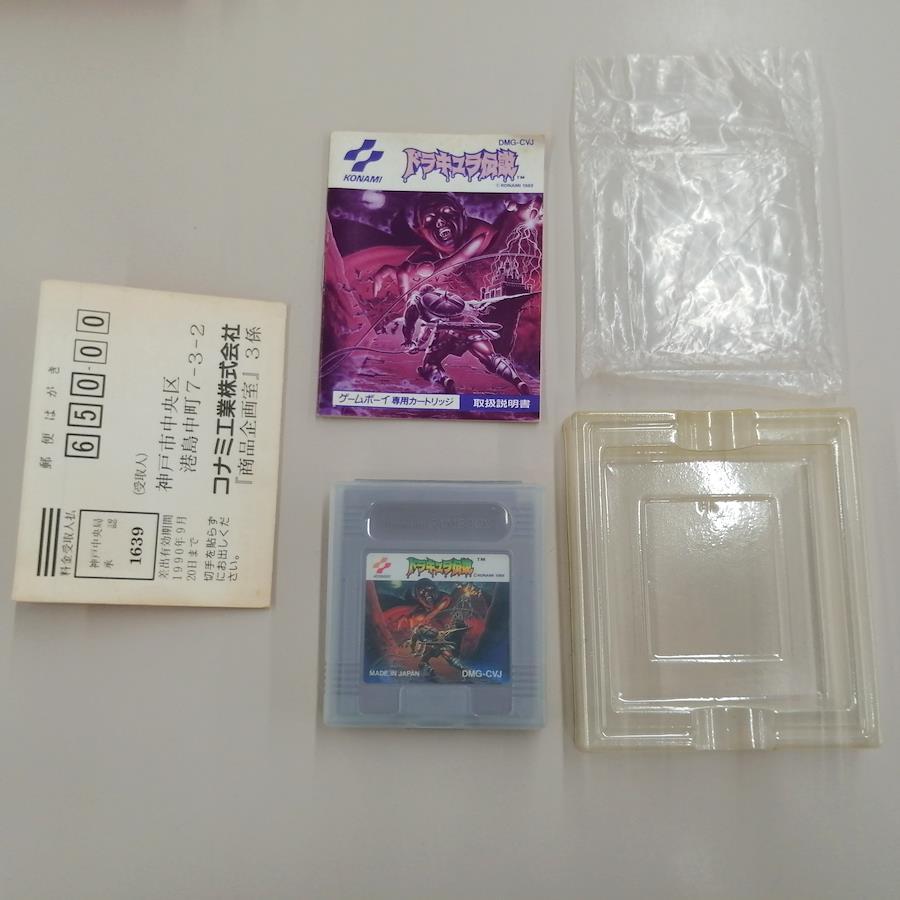 DMG-CVJ
KONAMI
ドラキュラ伝説
TM
© KONAMI 1989
ゲームボーイ 専用カートリッジ
取扱説明書
郵便はがき
650-00
(受取人)
神戸市中央区
港島中町7-3-2
コナミ工業株式会社
『商品企画室』3係
料金受取人払
神戸中央局
承認
1639
差出有効期間
1990年9月
20日まで
切手を貼らず
にお出しくだ
さい。
KONAMI
ドラキュラ伝説
TM
© KONAMI 1989
MADE IN JAPAN
DMG-CVJ